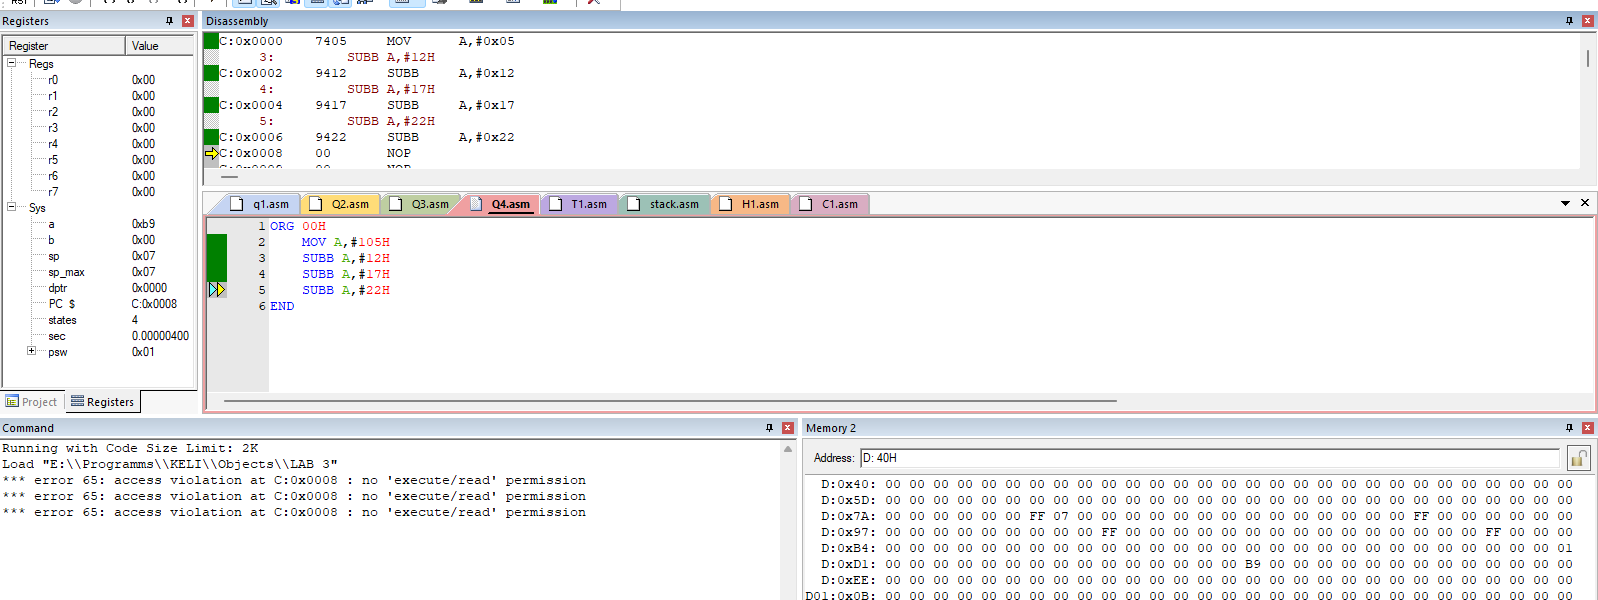 RST
Registers
Register Value
Regs
r0 0x00
r1 0x00
r2 0x00
r3 0x00
r4 0x00
r5 0x00
r6 0x00
r7 0x00
Sys
a 0xb9
b 0x00
sp 0x07
sp_max 0x07
dptr 0x0000
PC $ C:0x0008
states 4
sec 0.00000400
psw 0x01
Project Registers
Disassembly
C:0x0000 7405 MOV A,#0x05
3: SUBB A,#12H
C:0x0002 9412 SUBB A,#0x12
4: SUBB A,#17H
C:0x0004 9417 SUBB A,#0x17
5: SUBB A,#22H
C:0x0006 9422 SUBB A,#0x22
C:0x0008 00 NOP
C:0x0009 00 NOP
q1.asm Q2.asm Q3.asm Q4.asm T1.asm stack.asm H1.asm C1.asm
1 ORG 00H
2 MOV A,#105H
3 SUBB A,#12H
4 SUBB A,#17H
5 SUBB A,#22H
6 END
Command
Running with Code Size Limit: 2K
Load "E:\\Programms\\KELI\\Objects\\LAB 3"
*** error 65: access violation at C:0x0008 : no 'execute/read' permission
*** error 65: access violation at C:0x0008 : no 'execute/read' permission
*** error 65: access violation at C:0x0008 : no 'execute/read' permission
Memory 2
Address: D: 40H
D:0x40: 00 00 00 00 00 00 00 00 00 00 00 00 00 00 00 00 00 00 00 00 00 00 00 00 00 00 00 00 00
D:0x5D: 00 00 00 00 00 00 00 00 00 00 00 00 00 00 00 00 00 00 00 00 00 00 00 00 00 00 00 00 00
D:0x7A: 00 00 00 00 00 00 FF 07 00 00 00 00 00 00 00 00 00 00 00 00 00 00 FF 00 00 00 00 00 00
D:0x97: 00 00 00 00 00 00 00 00 00 FF 00 00 00 00 00 00 00 00 00 00 00 00 00 00 00 FF 00 00 00
D:0xB4: 00 00 00 00 00 00 00 00 00 00 00 00 00 00 00 00 00 00 00 00 00 00 00 00 00 00 00 00 01
D:0xD1: 00 00 00 00 00 00 00 00 00 00 00 00 00 00 00 B9 00 00 00 00 00 00 00 00 00 00 00 00 00
D:0xEE: 00 00 00 00 00 00 00 00 00 00 00 00 00 00 00 00 00 00 00 00 00 00 00 00 00 00 00 00 00
D01:0x0B: 00 00 00 00 00 00 00 00 00 00 00 00 00 00 00 00 00 00 00 00 00 00 00 00 00 00 00 00 00